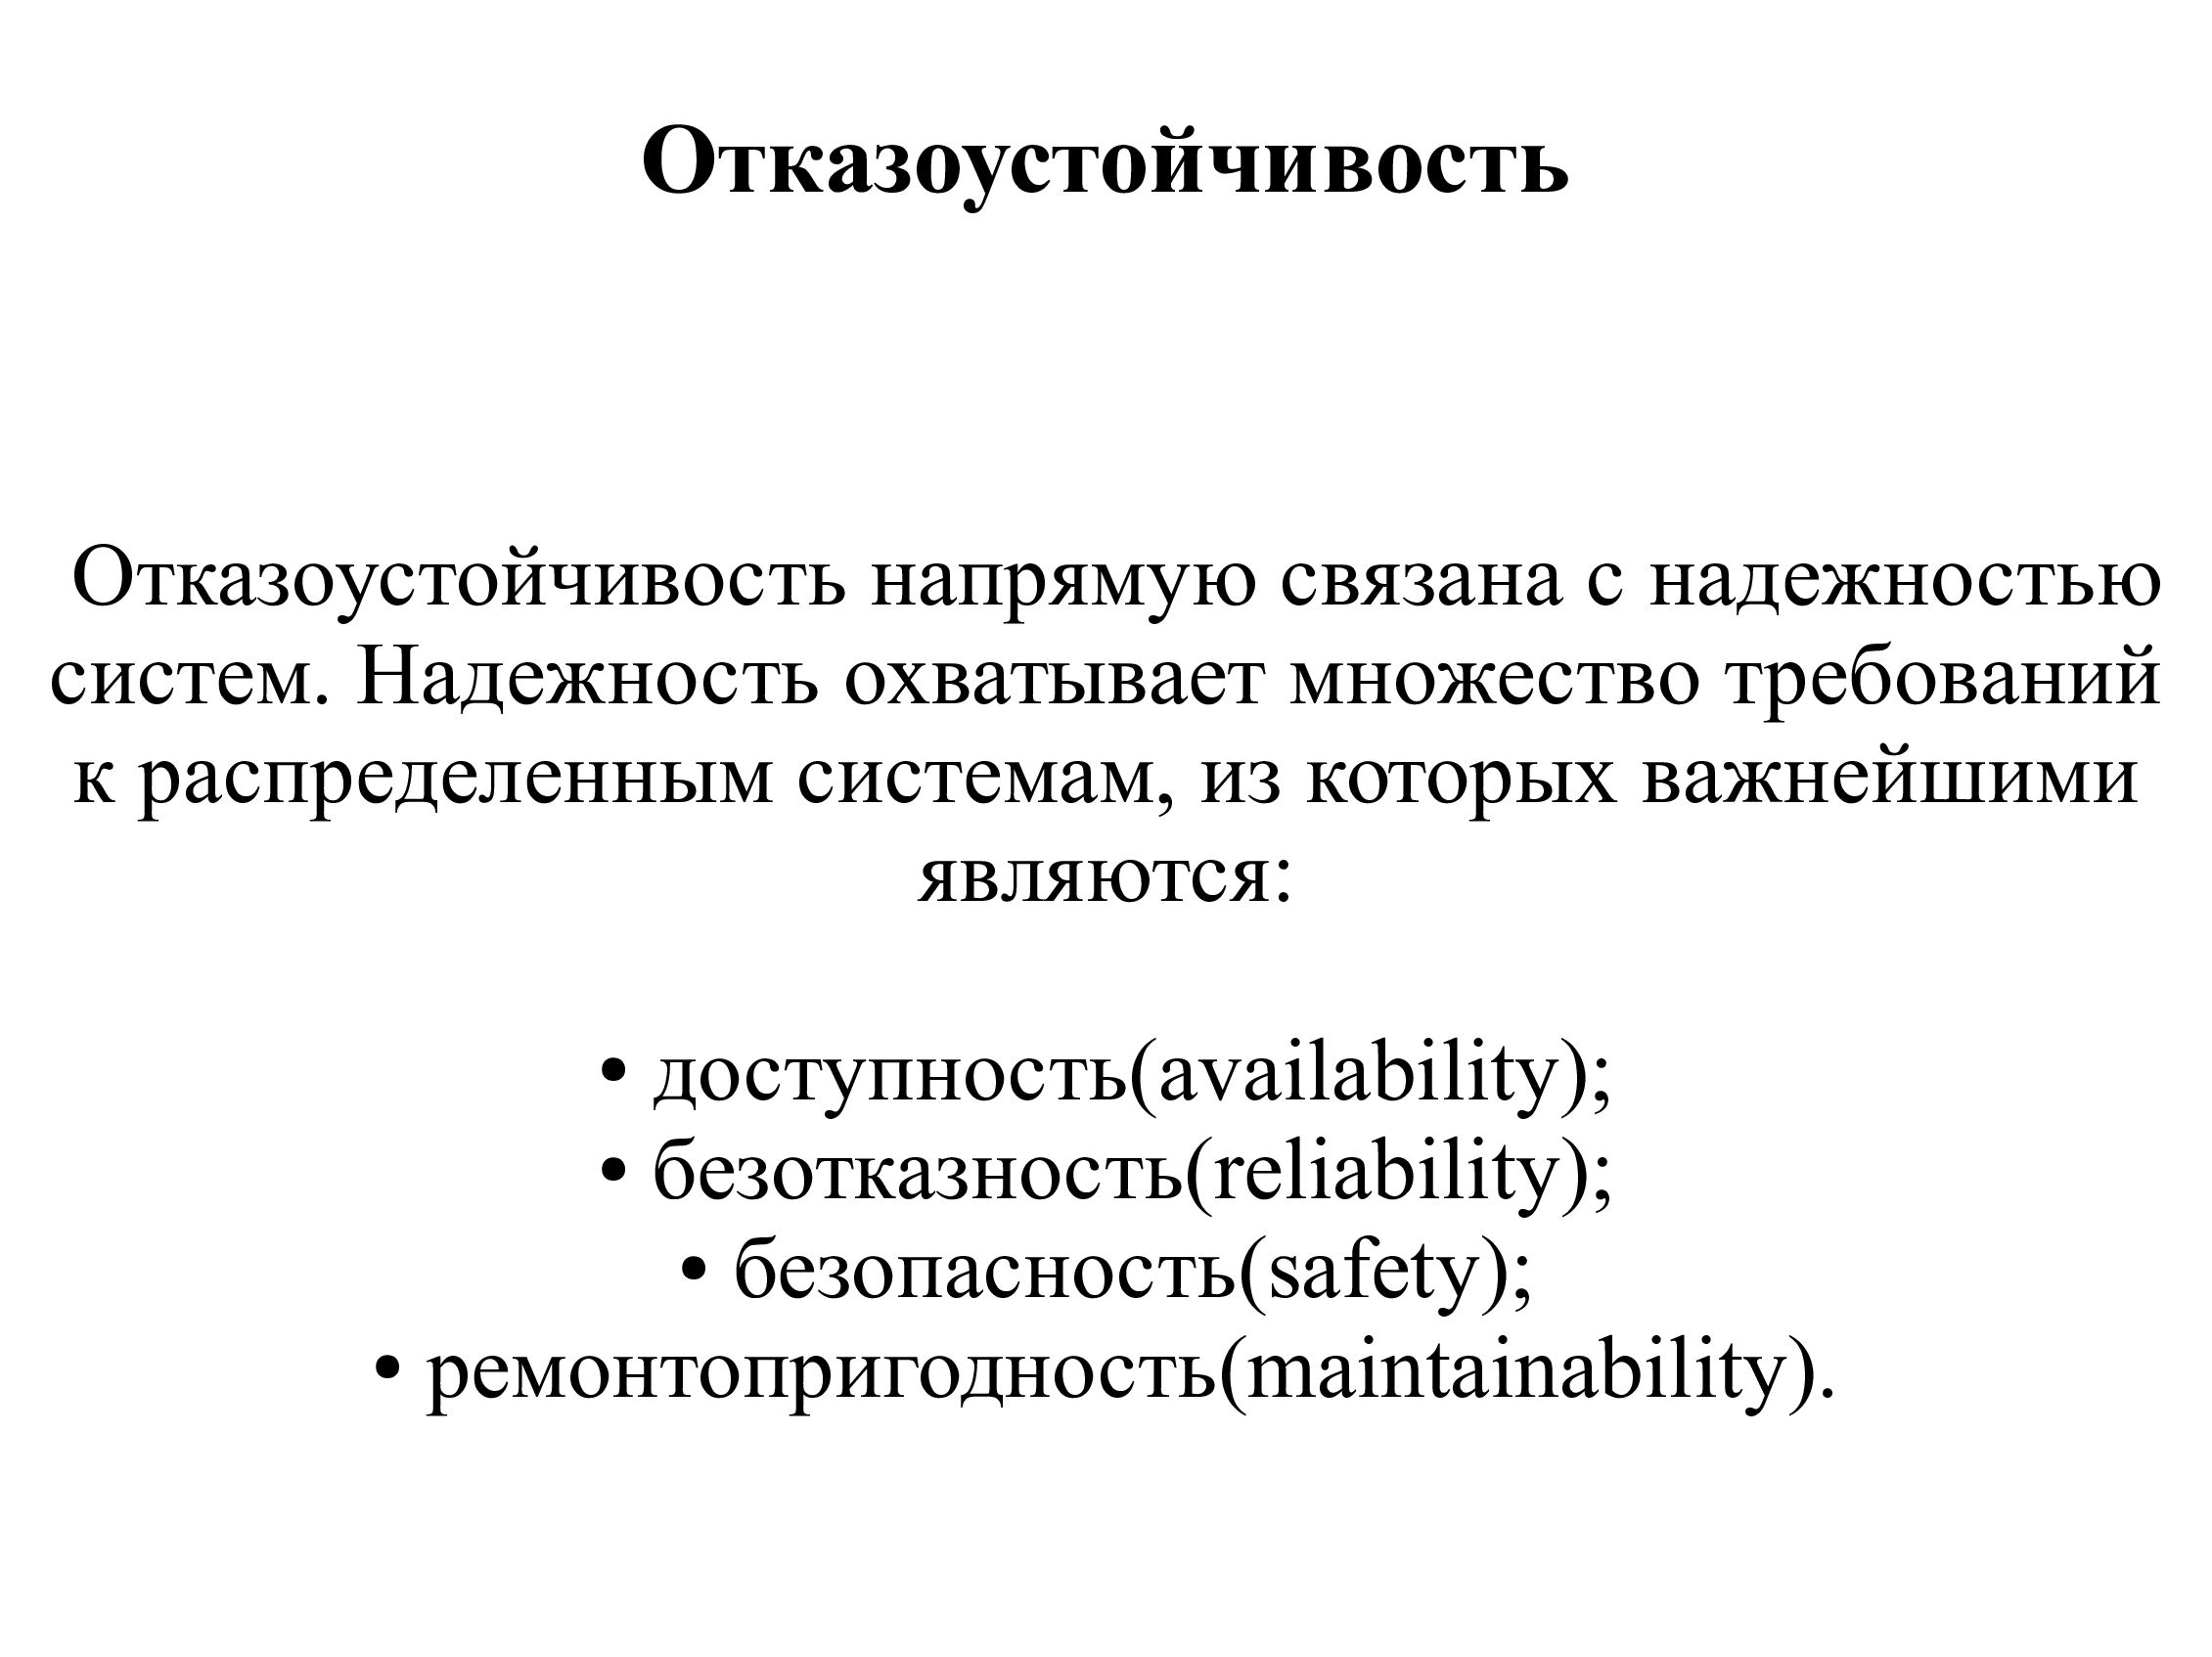 Отказоустойчивость
Отказоустойчивость напрямую связана с надежностью
систем. Надежность охватывает множество требований
к распределенным системам, из которых важнейшими
являются:
• доступность(availability);
• безотказность(reliability);
• безопасность(safety);
• ремонтопригодность(maintainability).